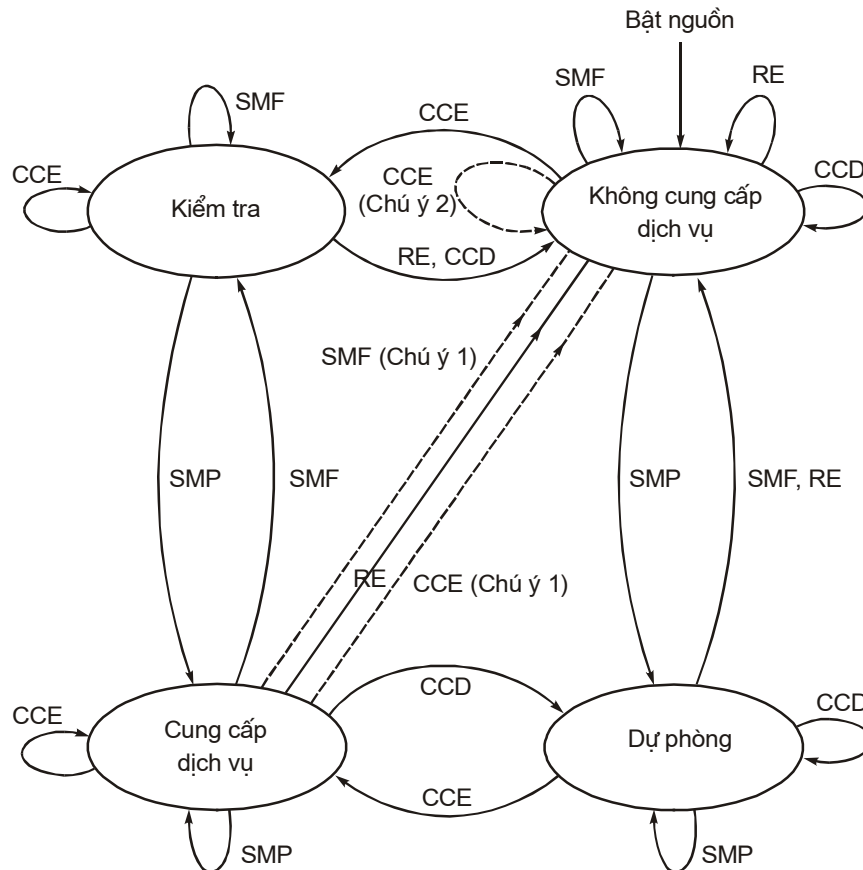 Bật nguồn
SMF
SMF
RE
CCE
CCE
CCE
(Chú ý 2)
CCD
Kiểm tra
Không cung cấp
dịch vụ
RE, CCD
SMF (Chú ý 1)
SMP
SMF
SMP
SMF, RE
RE
CCE (Chú ý 1)
CCD
CCE
Cung cấp
dịch vụ
Dự phòng
CCD
CCE
SMP
SMP